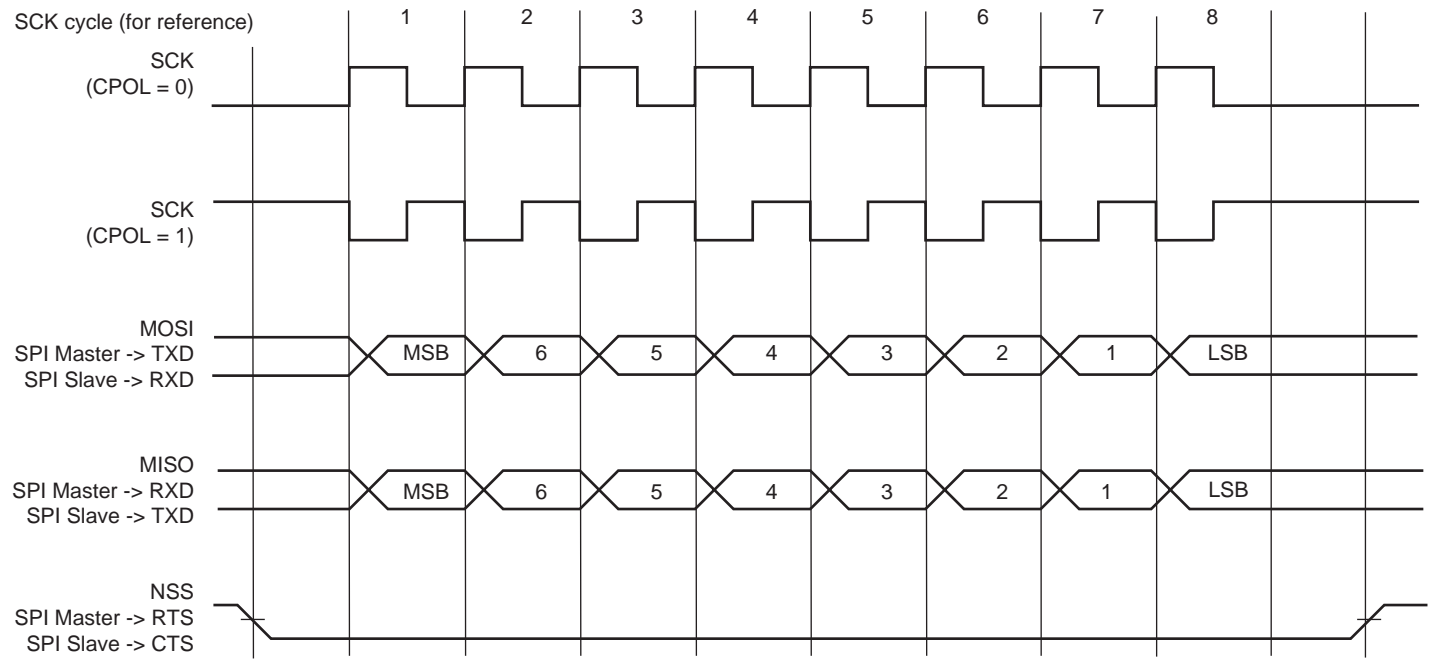 SCK cycle (for reference) 1 2 3 4 5 6 7 8
SCK
(CPOL = 0)
SCK
(CPOL = 1)
MOSI
SPI Master -> TXD
SPI Slave -> RXD
MSB 6 5 4 3 2 1 LSB
MISO
SPI Master -> RXD
SPI Slave -> TXD
MSB 6 5 4 3 2 1 LSB
NSS
SPI Master -> RTS
SPI Slave -> CTS